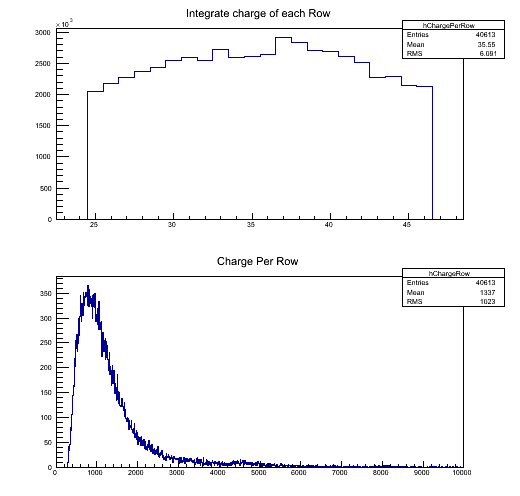 Integrate charge of each Row
×10³
hChargePerRow
Entries 40613
Mean 35.55
RMS 6.091
3000
2500
2000
1500
1000
500
0
25 30 35 40 45
Charge Per Row
hChargeRow
Entries 40613
Mean 1337
RMS 1023
350
300
250
200
150
100
50
0
0 1000 2000 3000 4000 5000 6000 7000 8000 9000 10000